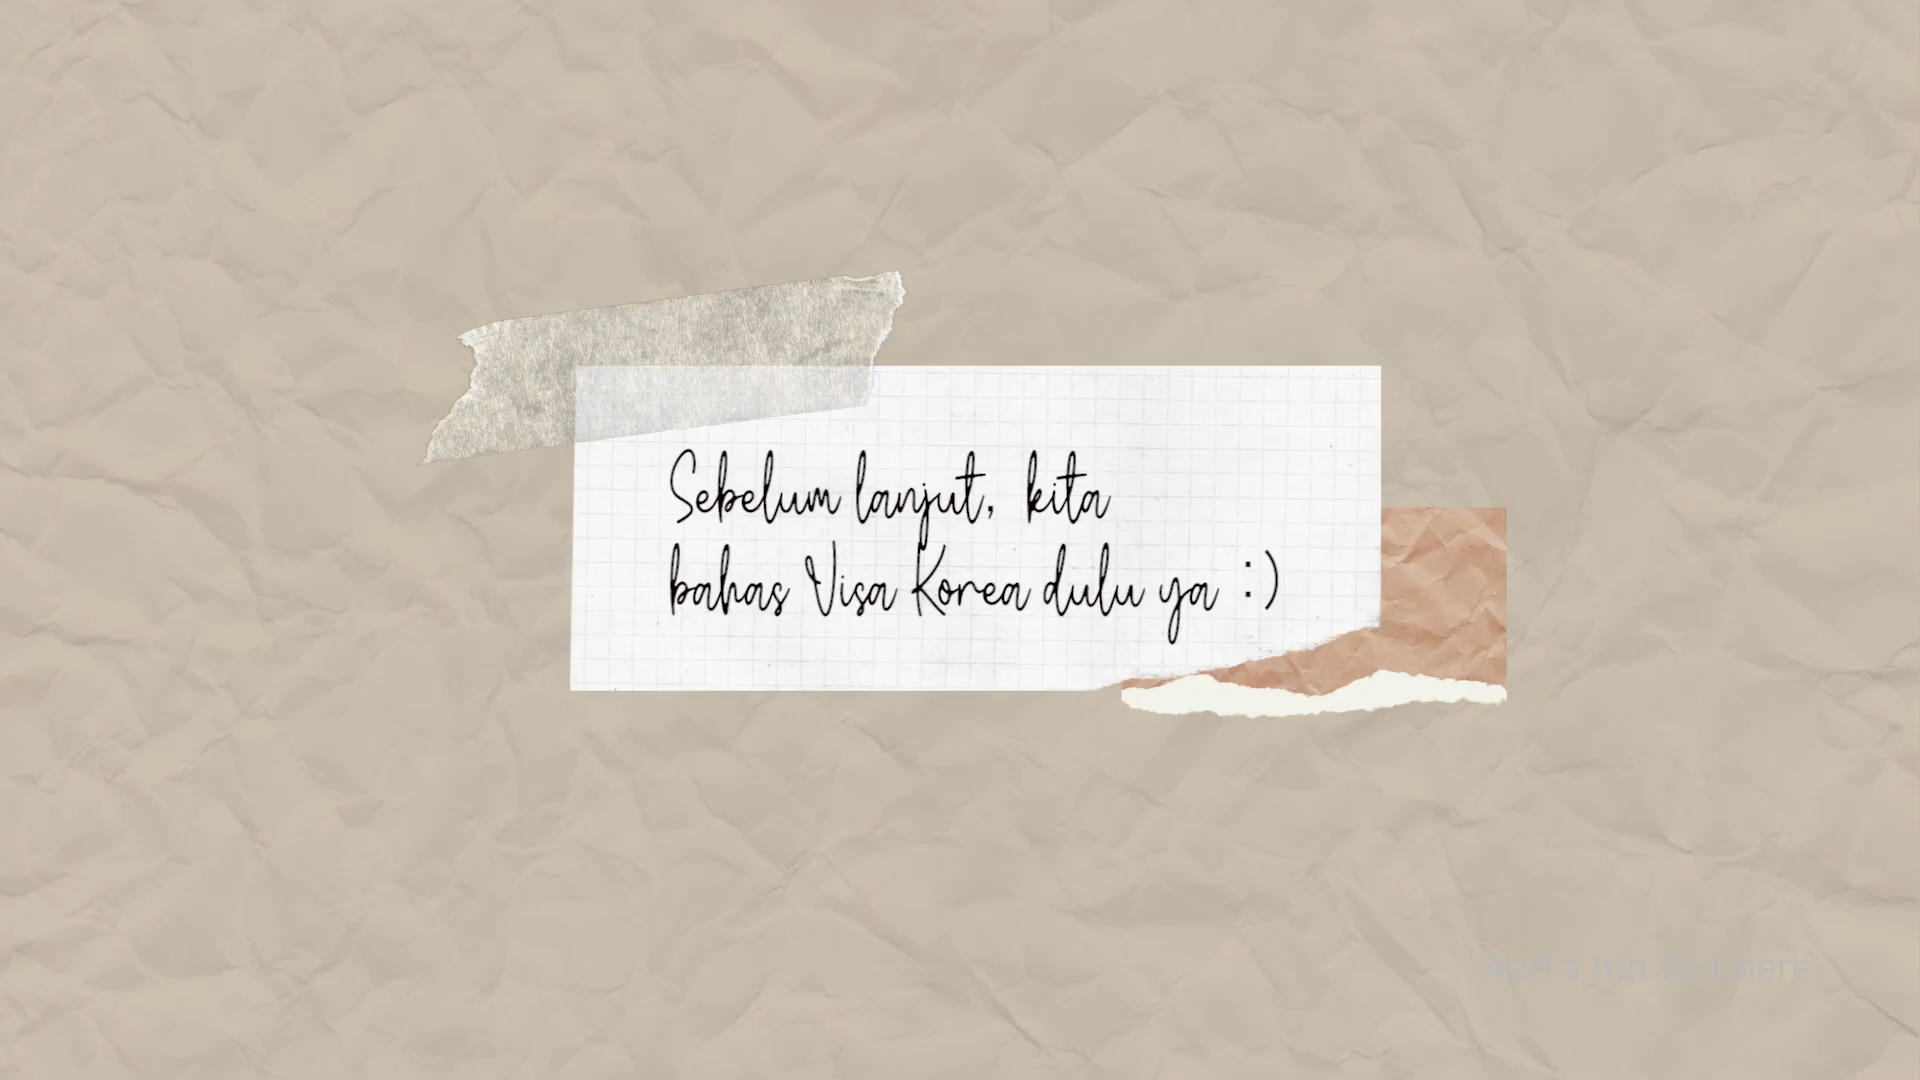 Sebelum lanjut, kita
bahas Visa Korea dulu ya :)
Add a fun fact here